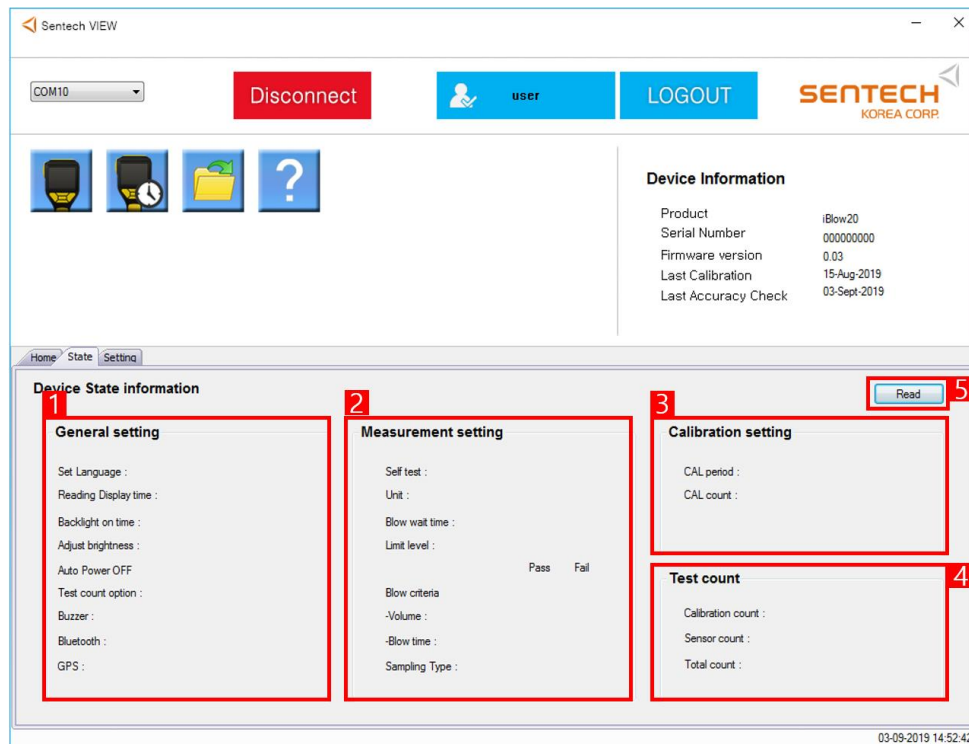 Sentech VIEW
COM10
Disconnect
user
LOGOUT
SENTECH
KOREA CORP.
?
Device Information
Product iBlow20
Serial Number 000000000
Firmware version 0.03
Last Calibration 15-Aug-2019
Last Accuracy Check 03-Sept-2019
Home State Setting
Device State information
Read 5
1
General setting
Set Language :
Reading Display time :
Backlight on time :
Adjust brightness :
Auto Power OFF
Test count option :
Buzzer :
Bluetooth :
GPS :
2
Measurement setting
Self test :
Unit :
Blow wait time :
Limit level :
Pass Fail
Blow criteria
-Volume :
-Blow time :
Sampling Type :
3
Calibration setting
CAL period :
CAL count :
4
Test count
Calibration count :
Sensor count :
Total count :
03-09-2019 14:52:42